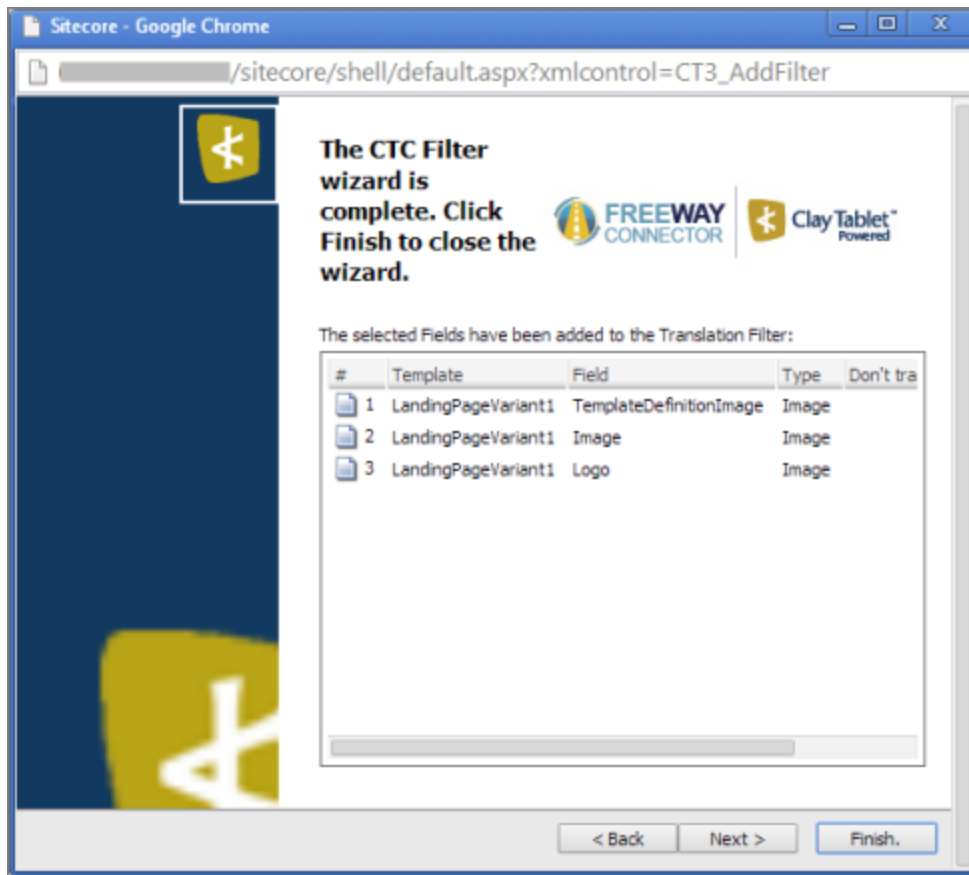 Sitecore - Google Chrome
/sitecore/shell/default.aspx?xmlcontrol=CT3_AddFilter
The CTC Filter
wizard is
complete. Click
Finish to close the
wizard.
FREEWAY
CONNECTOR
Clay Tablet™
Powered
The selected Fields have been added to the Translation Filter:
# Template Field Type Don't tra
1 LandingPageVariant1 TemplateDefinitionImage Image
2 LandingPageVariant1 Image Image
3 LandingPageVariant1 Logo Image
< Back Next > Finish.